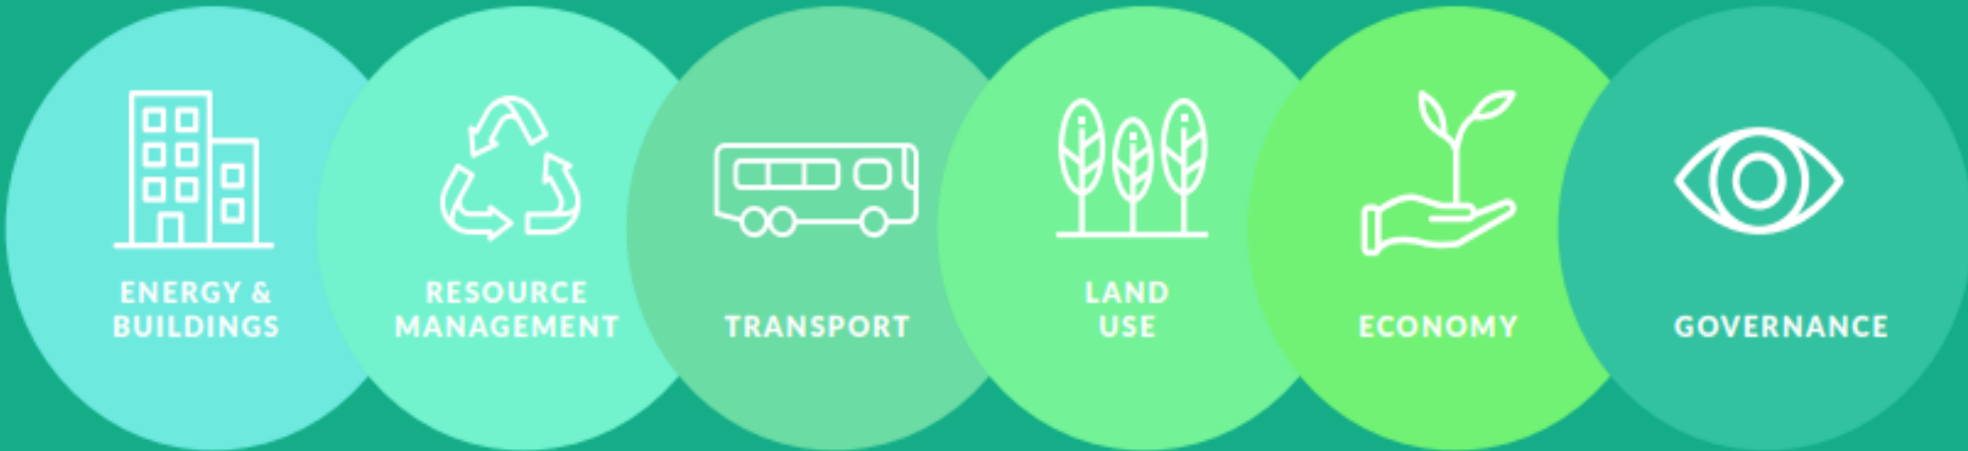 ENERGY &
BUILDINGS
RESOURCE
MANAGEMENT
TRANSPORT
LAND
USE
ECONOMY
GOVERNANCE